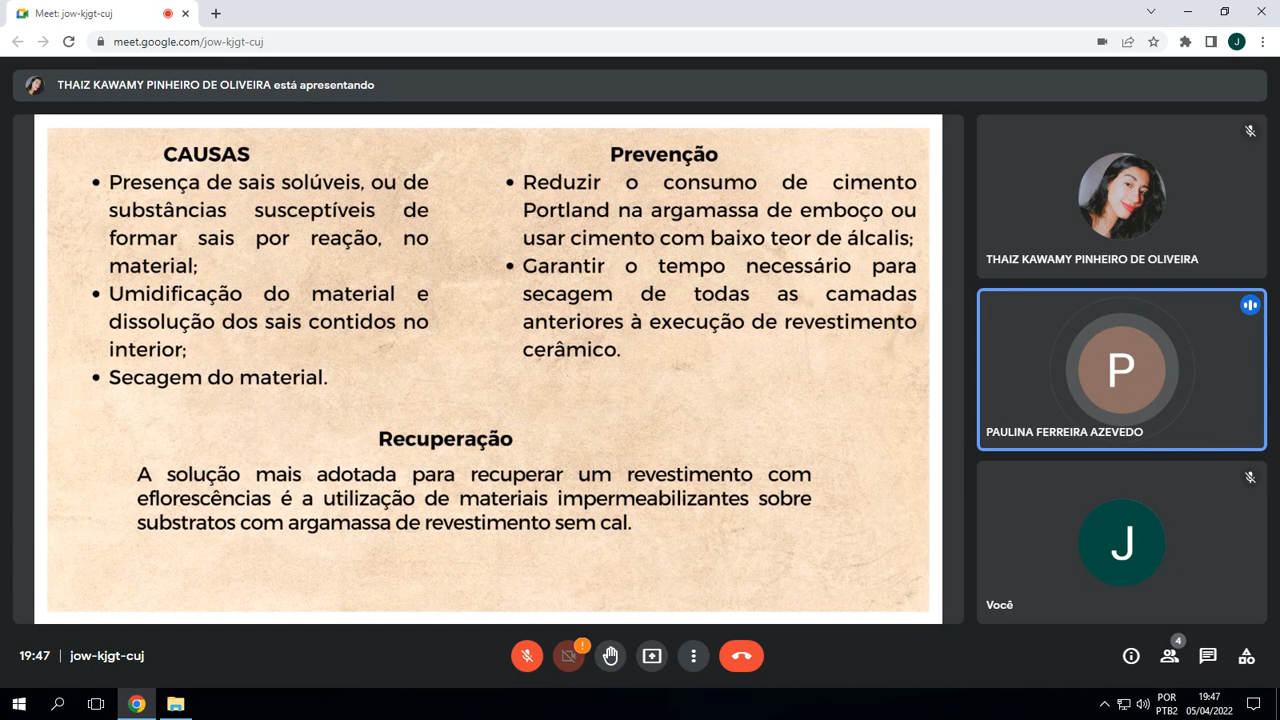 Meet: jow-kjgt-cuj
meet.google.com/jow-kjgt-cuj
J
THAIZ KAWAMY PINHEIRO DE OLIVEIRA está apresentando
CAUSAS
Presença de sais solúveis, ou de
substâncias susceptíveis de
formar sais por reação, no
material;
Umidificação do material e
dissolução dos sais contidos no
interior;
Secagem do material.
Prevenção
Reduzir o consumo de cimento
Portland na argamassa de emboço ou
usar cimento com baixo teor de álcalis;
Garantir o tempo necessário para
secagem de todas as camadas
anteriores à execução de revestimento
cerâmico.
Recuperação
A solução mais adotada para recuperar um revestimento com
eflorescências é a utilização de materiais impermeabilizantes sobre
substratos com argamassa de revestimento sem cal.
THAIZ KAWAMY PINHEIRO DE OLIVEIRA
P
PAULINA FERREIRA AZEVEDO
J
Você
19:47 | jow-kjgt-cuj
!
4
POR
PTB2
19:47
05/04/2022